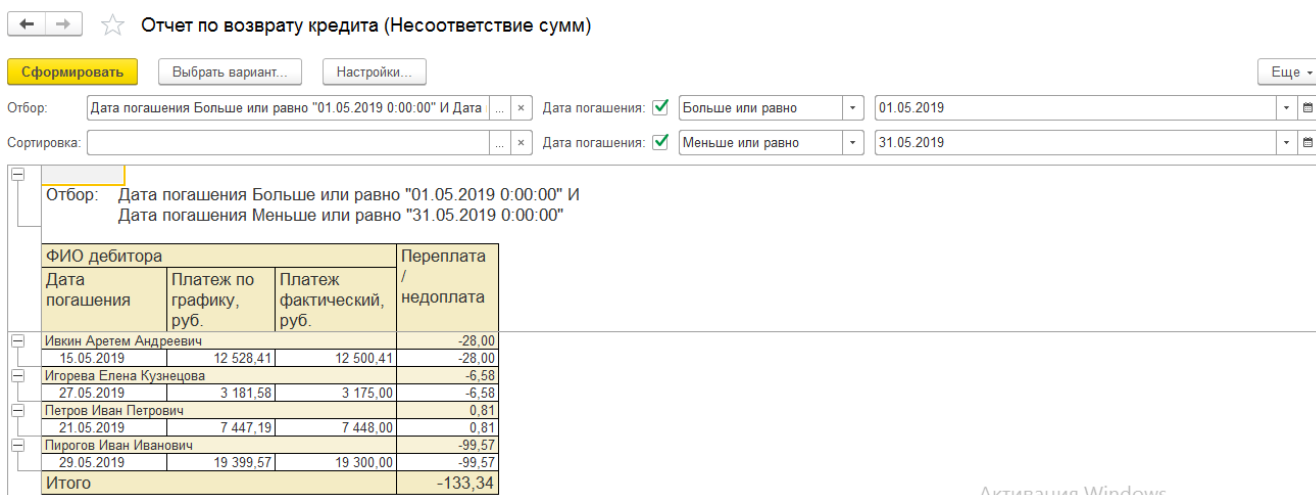 Отчет по возврату кредита (Несоответствие сумм)
Сформировать Выбрать вариант... Настройки... Еще
Отбор: Дата погашения Больше или равно "01.05.2019 0:00:00" И Дата ... × Дата погашения: Больше или равно 01.05.2019
Сортировка: ... × Дата погашения: Меньше или равно 31.05.2019
Отбор: Дата погашения Больше или равно "01.05.2019 0:00:00" И
Дата погашения Меньше или равно "31.05.2019 0:00:00"
ФИО дебитора Переплата
Дата Платеж по Платеж /
погашения графику, фактический, недоплата
руб. руб.
Ивкин Аретем Андреевич -28,00
15.05.2019 12 528,41 12 500,41 -28,00
Игорева Елена Кузнецова -6,58
27.05.2019 3 181,58 3 175,00 -6,58
Петров Иван Петрович 0,81
21.05.2019 7 447,19 7 448,00 0,81
Пирогов Иван Иванович -99,57
29.05.2019 19 399,57 19 300,00 -99,57
Итого -133,34
Активация Windows